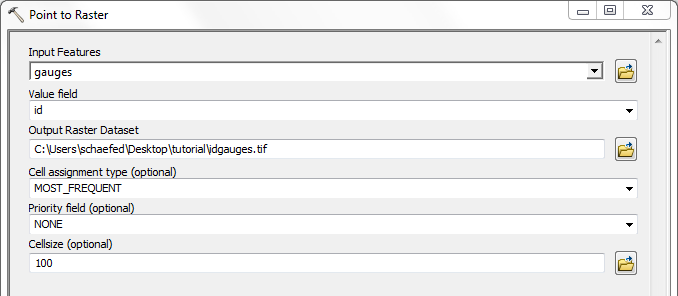 Point to Raster
Input Features
gauges
Value field
id
Output Raster Dataset
C:\Users\schaefed\Desktop\tutorial\idgauges.tif
Cell assignment type (optional)
MOST_FREQUENT
Priority field (optional)
NONE
Cellsize (optional)
100